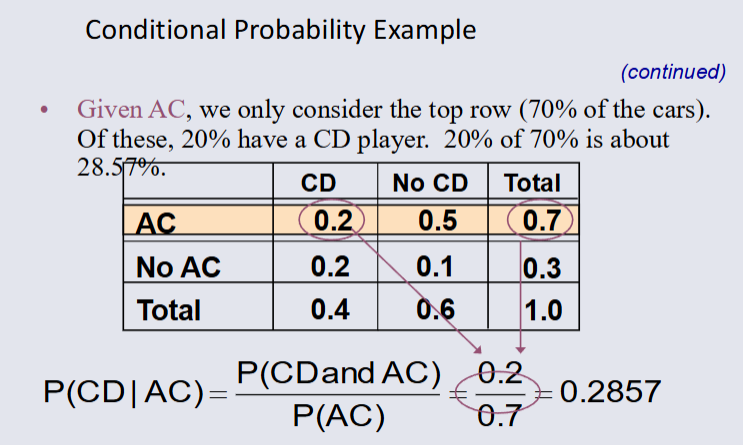 Conditional Probability Example
(continued)
• Given AC, we only consider the top row (70% of the cars).
Of these, 20% have a CD player. 20% of 70% is about
28.57%.
CD No CD Total
AC 0.2 0.5 0.7
No AC 0.2 0.1 0.3
Total 0.4 0.6 1.0
P(CD | AC) = P(CDand AC) / P(AC) = 0.2 / 0.7 = 0.2857